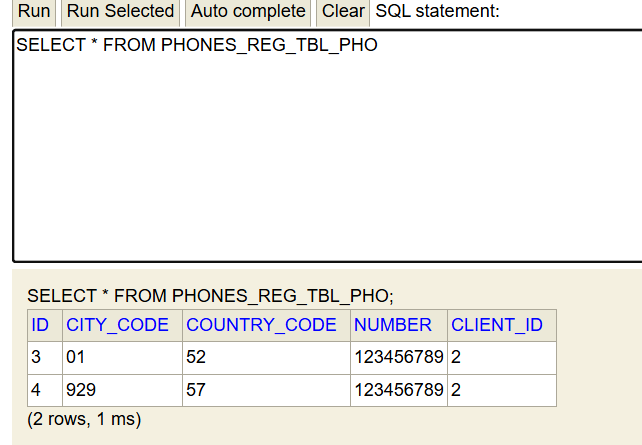 Run Run Selected Auto complete Clear SQL statement:
SELECT * FROM PHONES_REG_TBL_PHO
SELECT * FROM PHONES_REG_TBL_PHO;
ID CITY_CODE COUNTRY_CODE NUMBER CLIENT_ID
3 01 52 123456789 2
4 929 57 123456789 2
(2 rows, 1 ms)